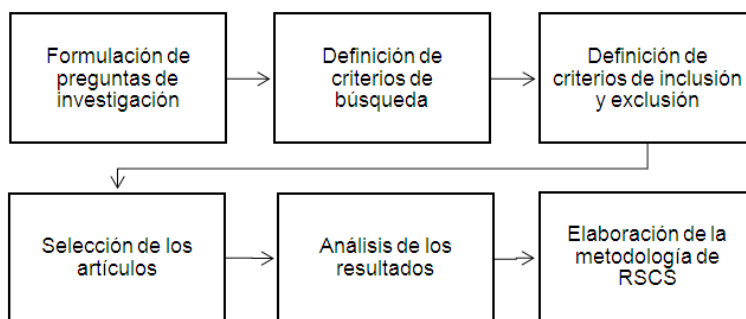 Formulación de
preguntas de
investigación
Definición de
criterios de
búsqueda
Definición de
criterios de inclusión
y exclusión
Selección de los
artículos
Análisis de los
resultados
Elaboración de la
metodología de
RSCS